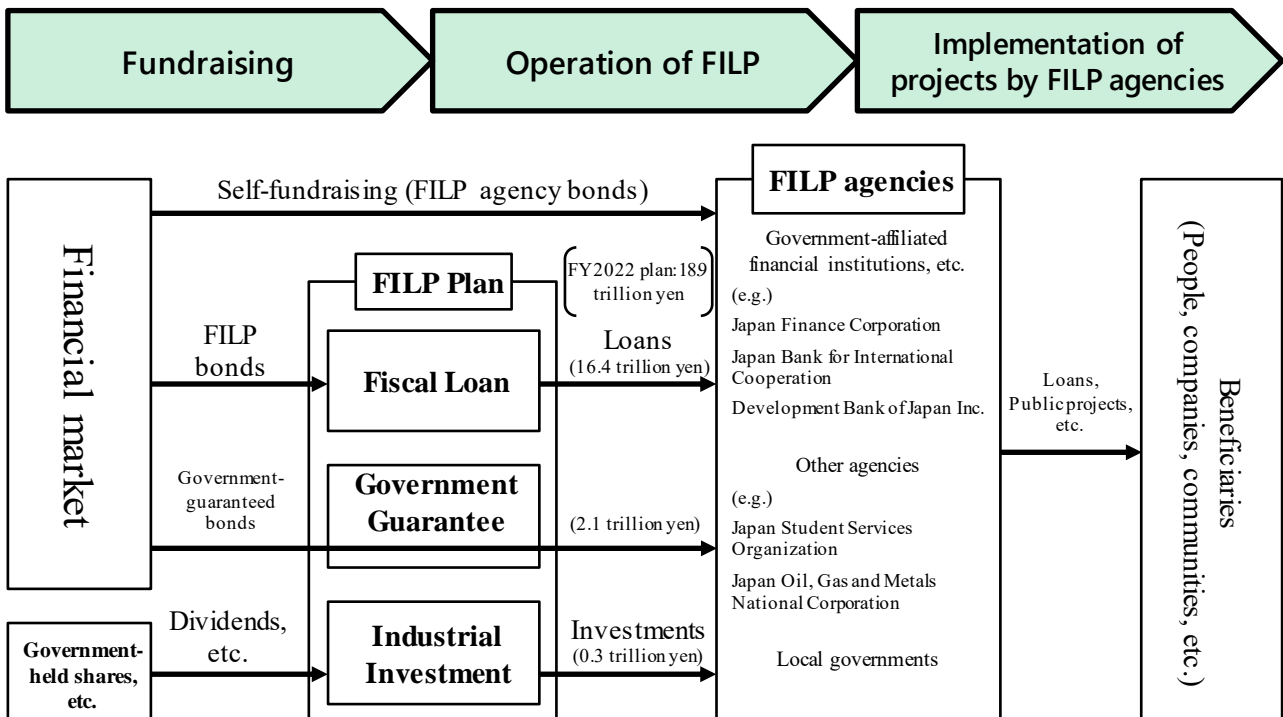 Fundraising
Operation of FILP
Implementation of
projects by FILP agencies
Financial market
Self-fundraising (FILP agency bonds)
FILP Plan
FY2022 plan:189
trillion yen
FILP
bonds
Fiscal Loan
Loans
(16.4 trillion yen)
Government-
guaranteed
bonds
Government
Guarantee
(2.1 trillion yen)
Government-
held shares,
etc.
Dividends,
etc.
Industrial
Investment
Investments
(0.3 trillion yen)
FILP agencies
Government-affiliated
financial institutions, etc.
(e.g.)
Japan Finance Corporation
Japan Bank for International
Cooperation
Development Bank of Japan Inc.
Other agencies
(e.g.)
Japan Student Services
Organization
Japan Oil, Gas and Metals
National Corporation
Local governments
Loans,
Public projects,
etc.
Beneficiaries
(People, companies, communities, etc.)